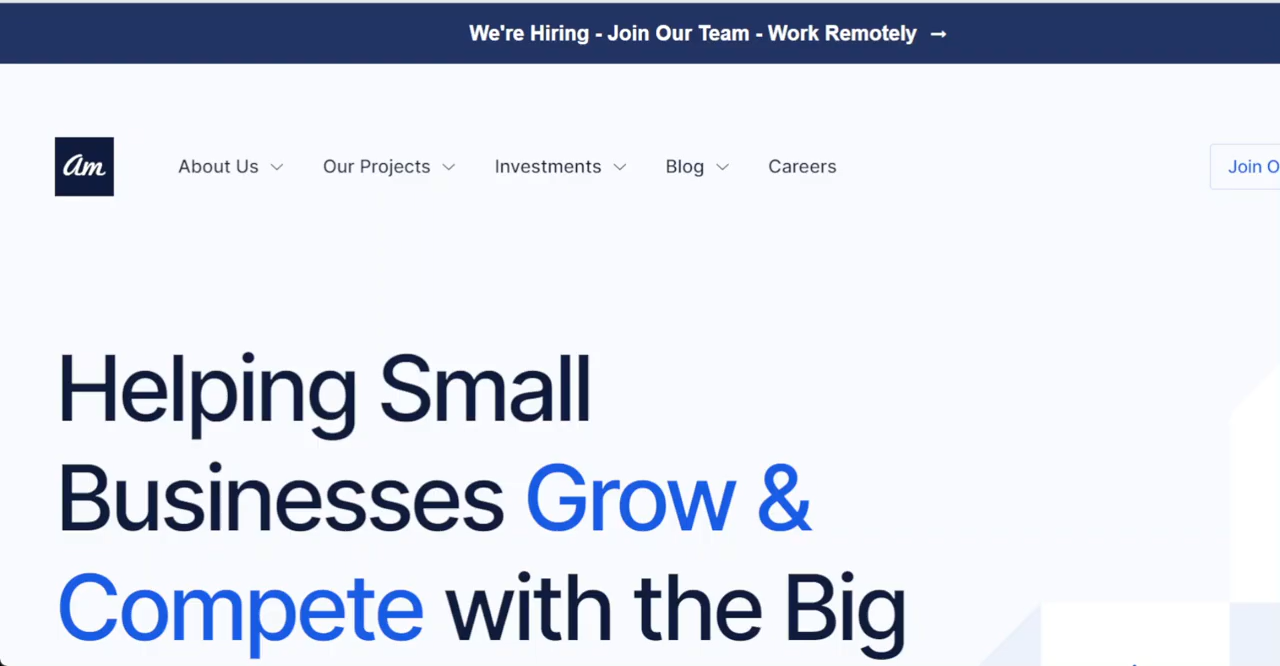 We're Hiring - Join Our Team - Work Remotely →
am
About Us
Our Projects
Investments
Blog
Careers
Join
Helping Small
Businesses Grow &
Compete with the Big